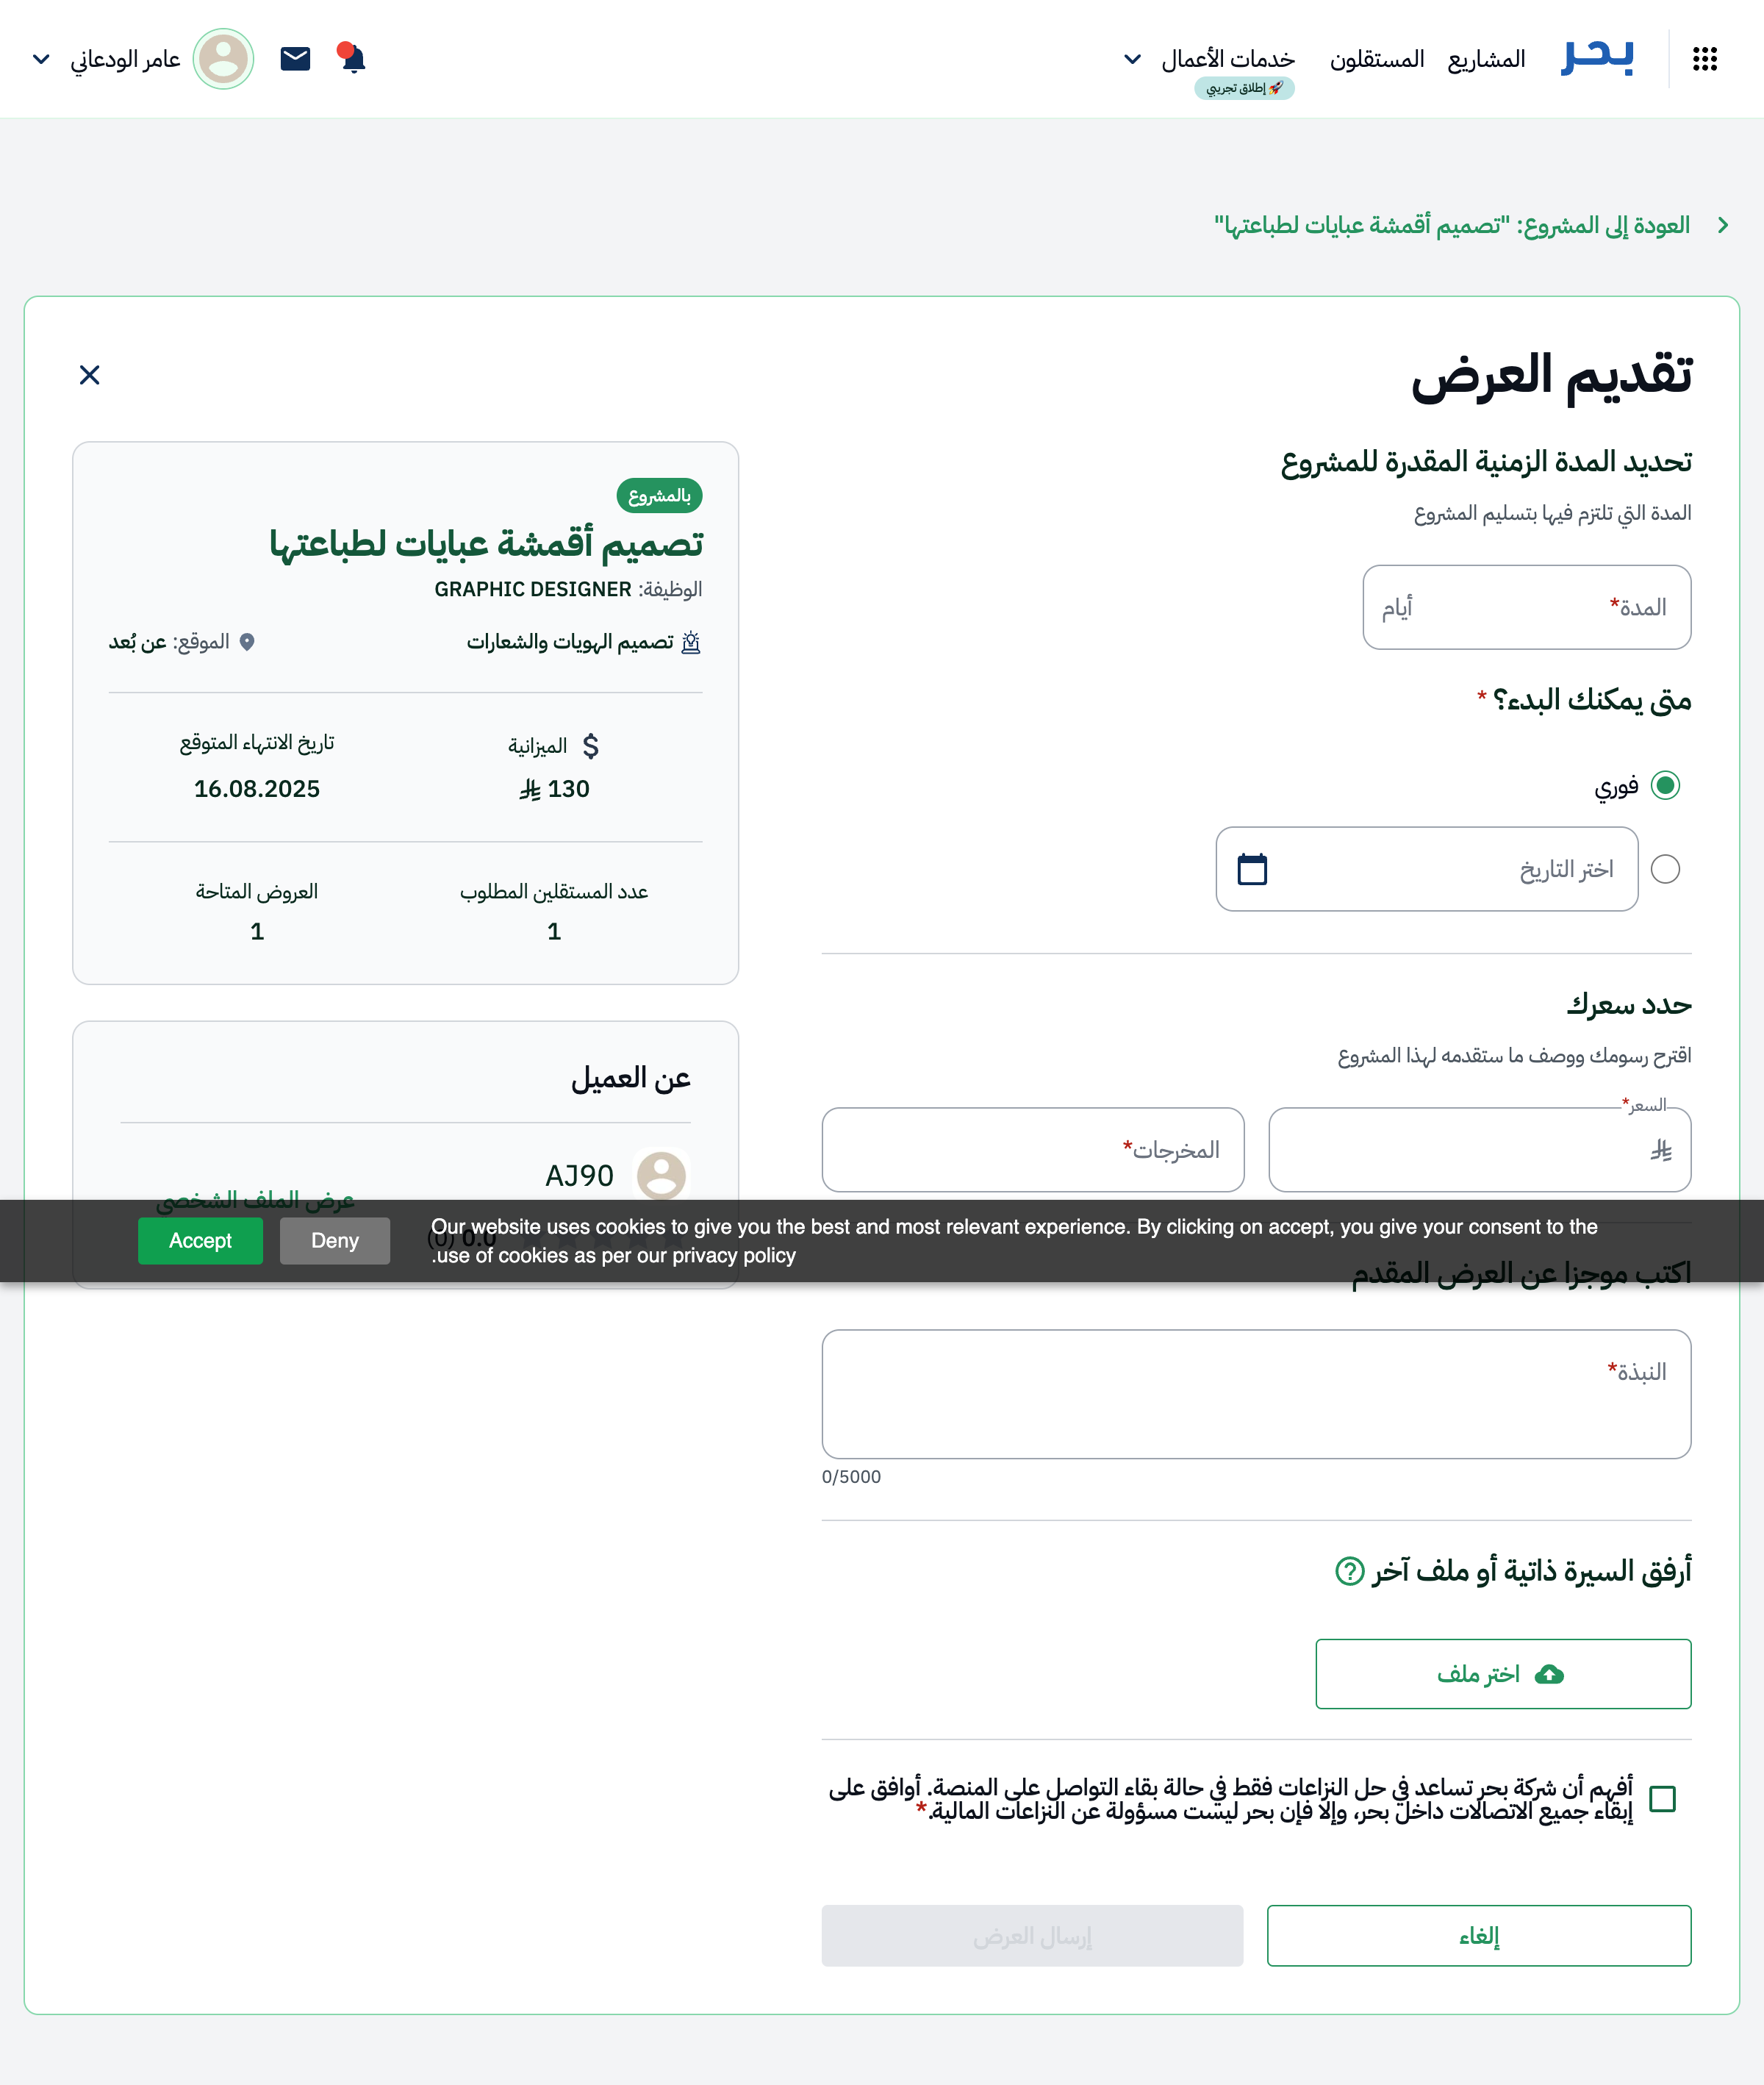 بحر
المشاريع
المستقلون
خدمات الأعمال
🚀 إطلاق تجريبي
عامر الودعاني
العودة إلى المشروع: "تصميم أقمشة عبايات لطباعتها"
تقديم العرض
تحديد المدة الزمنية المقدرة للمشروع
المدة التي تلتزم فيها بتسليم المشروع
المدة*
أيام
متى يمكنك البدء؟ *
فوري
اختر التاريخ
حدد سعرك
اقترح رسومك ووصف ما ستقدمه لهذا المشروع
السعر*
المخرجات*
اكتب موجزا عن العرض المقدم
النبذة*
0/5000
أرفق السيرة ذاتية أو ملف آخر
اختر ملف
أفهم أن شركة بحر تساعد في حل النزاعات فقط في حالة بقاء التواصل على المنصة. أوافق على
إبقاء جميع الاتصالات داخل بحر، وإلا فإن بحر ليست مسؤولة عن النزاعات المالية.*
إلغاء
إرسال العرض
بالمشروع
تصميم أقمشة عبايات لطباعتها
الوظيفة: GRAPHIC DESIGNER
تصميم الهويات والشعارات
الموقع: عن بُعد
$ الميزانية
130
تاريخ الانتهاء المتوقع
16.08.2025
عدد المستقلين المطلوب
1
العروض المتاحة
1
عن العميل
AJ90
عرض الملف الشخصي
0.0 (0)
Our website uses cookies to give you the best and most relevant experience. By clicking on accept, you give your consent to the
.use of cookies as per our privacy policy
Deny
Accept